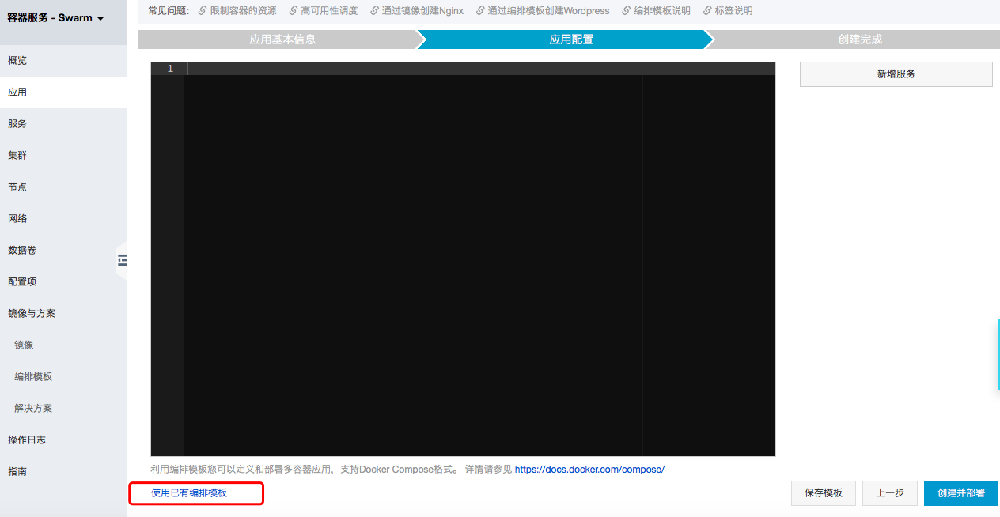 容器服务 - Swarm
概览
应用
服务
集群
节点
网络
数据卷
配置项
镜像与方案
镜像
编排模板
解决方案
操作日志
指南
常见问题: 限制容器的资源 高可用性调度 通过镜像创建Nginx 通过编排模板创建Wordpress 编排模板说明 标签说明
应用基本信息 应用配置 创建完成
1
新增服务
利用编排模板您可以定义和部署多容器应用，支持Docker Compose格式。 详情请参见 https://docs.docker.com/compose/
使用已有编排模板
保存模板 上一步 创建并部署